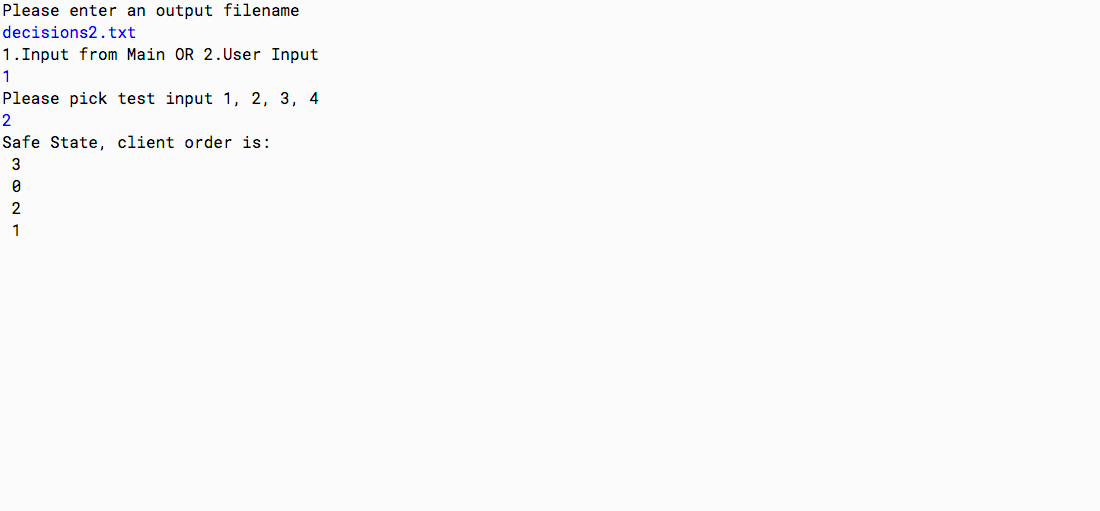 Please enter an output filename
decisions2.txt
1.Input from Main OR 2.User Input
1
Please pick test input 1, 2, 3, 4
2
Safe State, client order is:
3
0
2
1